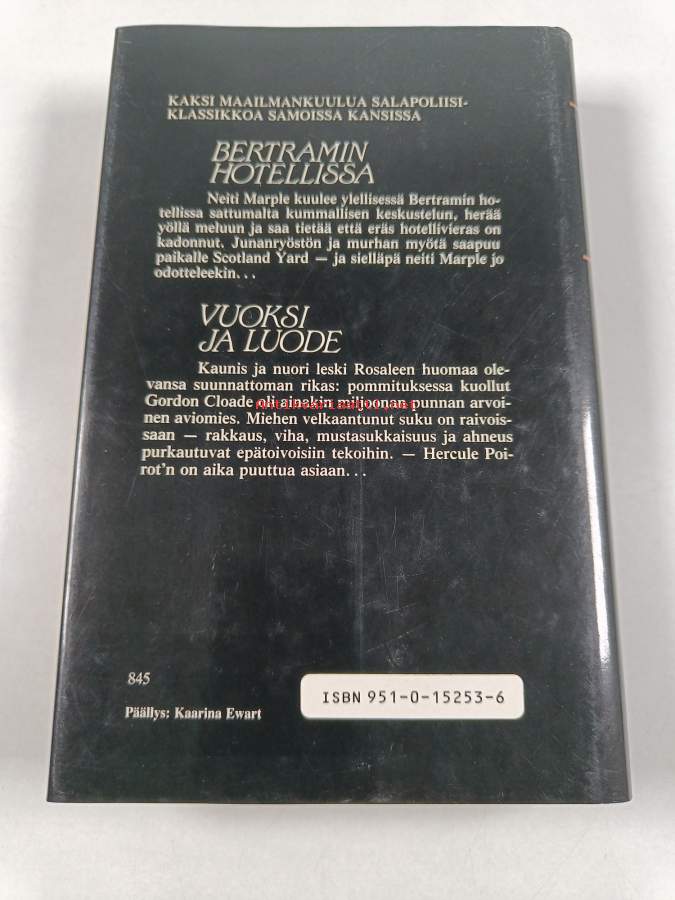 KAKSI MAAILMANKUULUA SALAPOLIISI-
KLASSIKKOA SAMOISSA KANSISSA
BERTRAMIN
HOTELLISSA
Neiti Marple kuulee ylellisessä Bertramin ho-
tellissa sattumalta kummallisen keskustelun, herää
yöllä meluun ja saa tietää että eräs hotellivieras on
kadonnut. Junanryöstön ja murhan myötä saapuu
paikalle Scotland Yard — ja sielläpä neiti Marple jo
odotteleekin...
VUOKSI
JA LUODE
Kaunis ja nuori leski Rosaleen huomaa ole-
vansa suunnattoman rikas: pommituksessa kuollut
Gordon Cloade oli ainakin miljoonan punnan arvoi-
nen aviomies. Miehen velkaantunut suku on raivois-
saan — rakkaus, viha, mustasukkaisuus ja ahneus
purkautuvat epätoivoisiin tekoihin. — Hercule Poi-
rot'n on aika puuttua asiaan...
845
Päällys: Kaarina Ewart
ISBN 951-0-15253-6